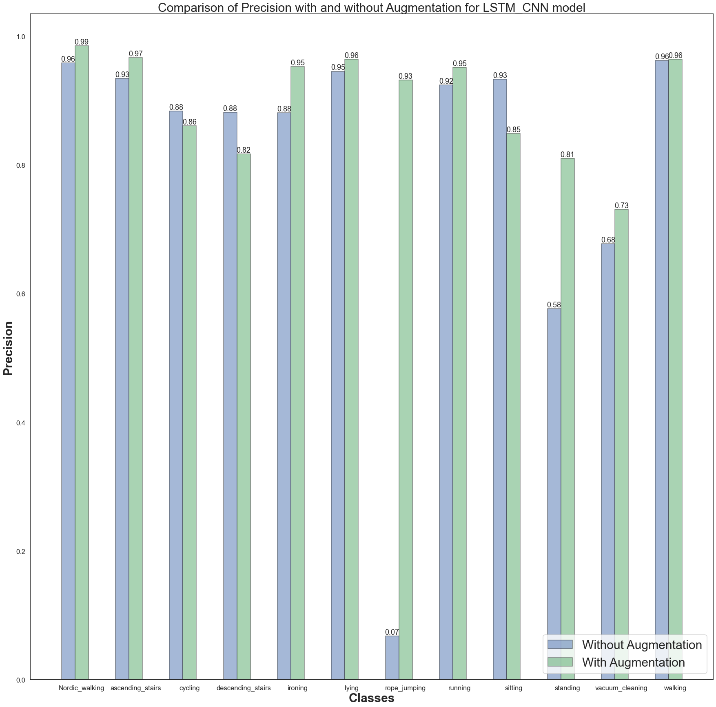 Comparison of Precision with and without Augmentation for LSTM_CNN model
1.0
0.8
0.6
0.4
0.2
0.0
Precision
0.96 0.99 0.93 0.97 0.88 0.86 0.88 0.82 0.88 0.95 0.95 0.96 0.07 0.93 0.92 0.95 0.93 0.85 0.58 0.81 0.68 0.73 0.96 0.96
Without Augmentation
With Augmentation
Nordic_walking ascending_stairs cycling descending_stairs ironing lying rope_jumping running sitting standing vacuum_cleaning walking
Classes